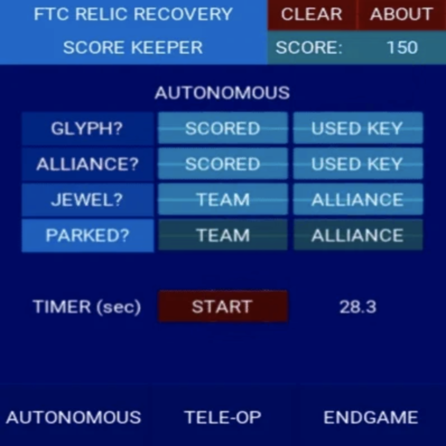 FTC RELIC RECOVERY CLEAR ABOUT
SCORE KEEPER SCORE: 150
AUTONOMOUS
GLYPH? SCORED USED KEY
ALLIANCE? SCORED USED KEY
JEWEL? TEAM ALLIANCE
PARKED? TEAM ALLIANCE
TIMER (sec) START 28.3
AUTONOMOUS TELE-OP ENDGAME